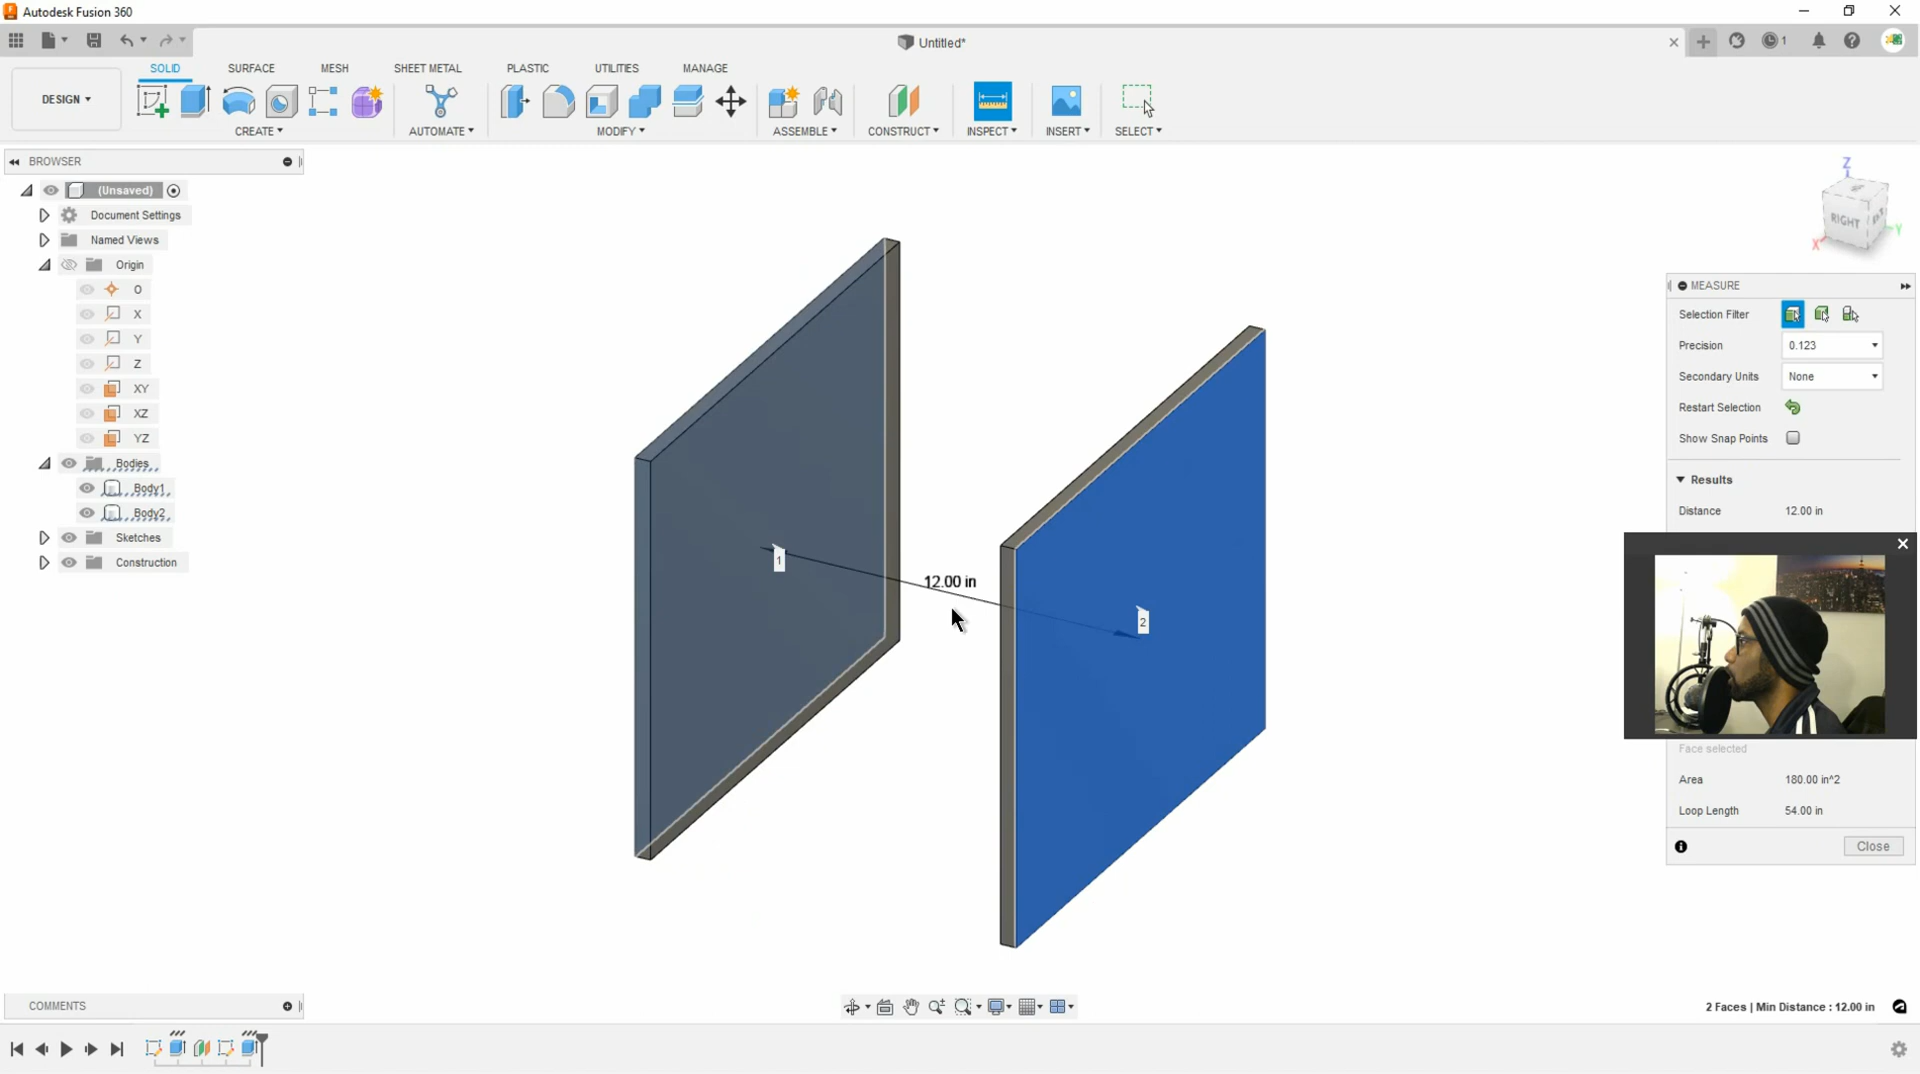 Autodesk Fusion 360
Untitled*
1
DESIGN
SOLID
SURFACE
MESH
SHEET METAL
PLASTIC
UTILITIES
MANAGE
CREATE
AUTOMATE
MODIFY
ASSEMBLE
CONSTRUCT
INSPECT
INSERT
SELECT
BROWSER
(Unsaved)
Document Settings
Named Views
Origin
O
X
Y
Z
XY
XZ
YZ
Bodies
Body1
Body2
Sketches
Construction
1
12.00 in
2
Z
RIGHT
X
Y
MEASURE
Selection Filter
Precision 0.123
Secondary Units None
Restart Selection
Show Snap Points
Results
Distance 12.00 in
Face selected
Area 180.00 in^2
Loop Length 54.00 in
Close
COMMENTS
2 Faces | Min Distance : 12.00 in